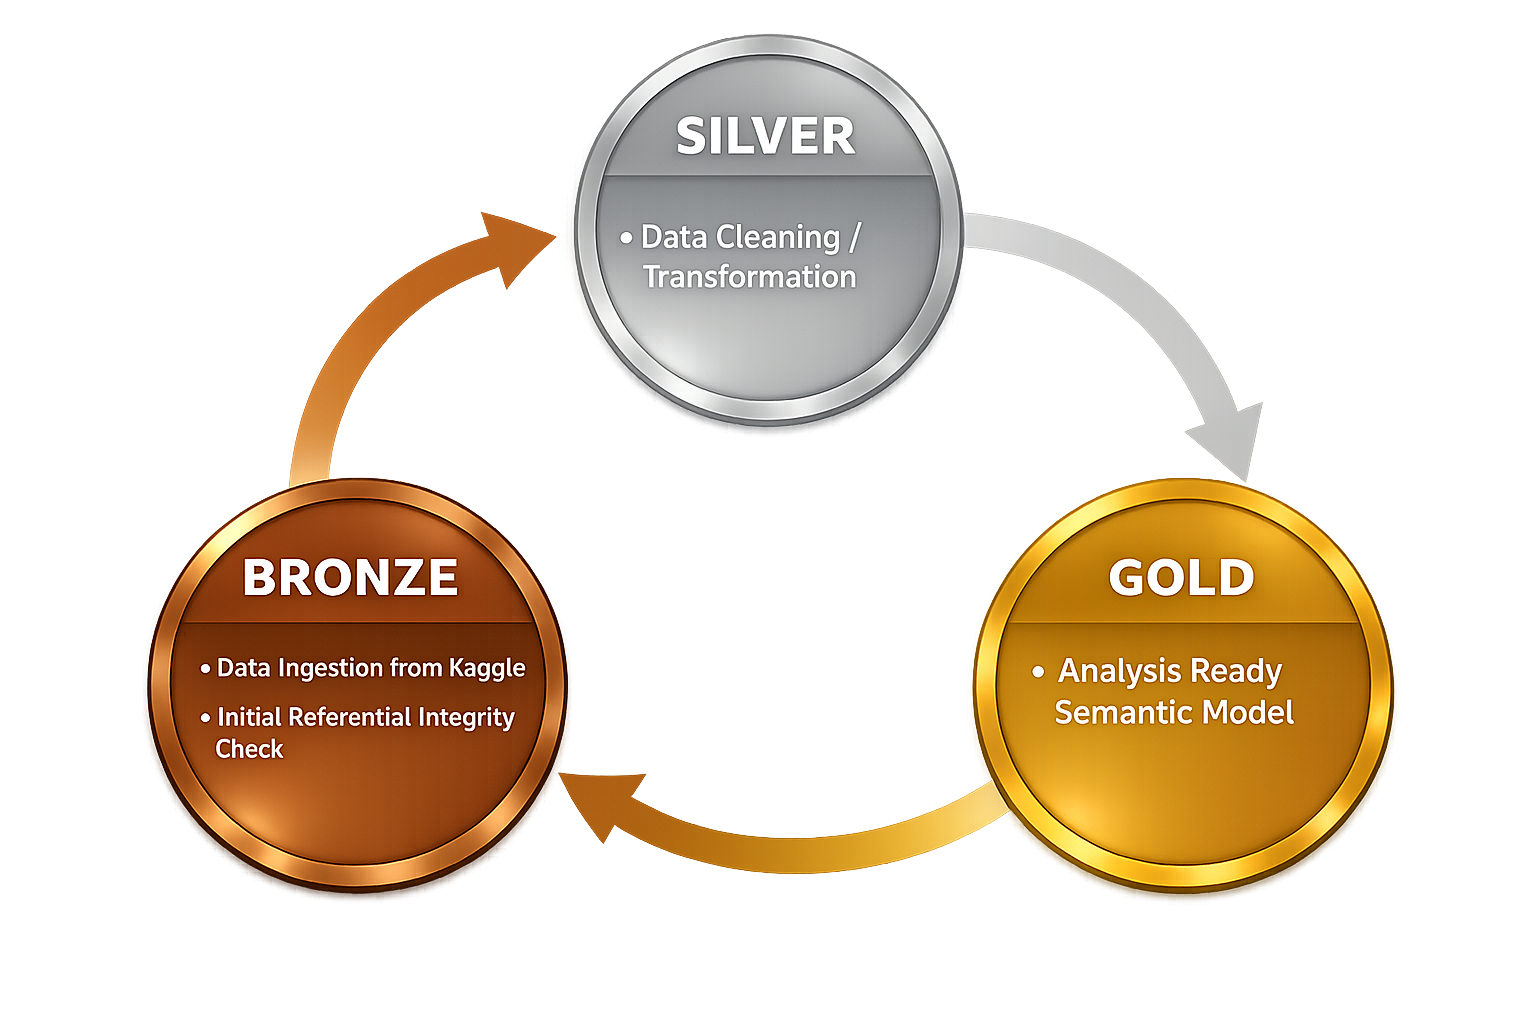 SILVER
• Data Cleaning /
Transformation
BRONZE
• Data Ingestion from Kaggle
• Initial Referential Integrity
Check
GOLD
• Analysis Ready
Semantic Model